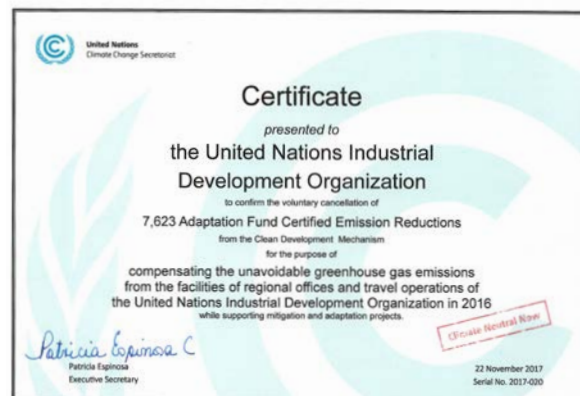 United Nations
Climate Change Secretariat
Certificate
presented to
the United Nations Industrial
Development Organization
to confirm the voluntary cancellation of
7,623 Adaptation Fund Certified Emission Reductions
from the Clean Development Mechanism
for the purpose of
compensating the unavoidable greenhouse gas emissions
from the facilities of regional offices and travel operations of
the United Nations Industrial Development Organization in 2016
while supporting mitigation and adaptation projects.
Climate Neutral Now
Patricia Espinosa C
Patricia Espinosa
Executive Secretary
22 November 2017
Serial No. 2017-020